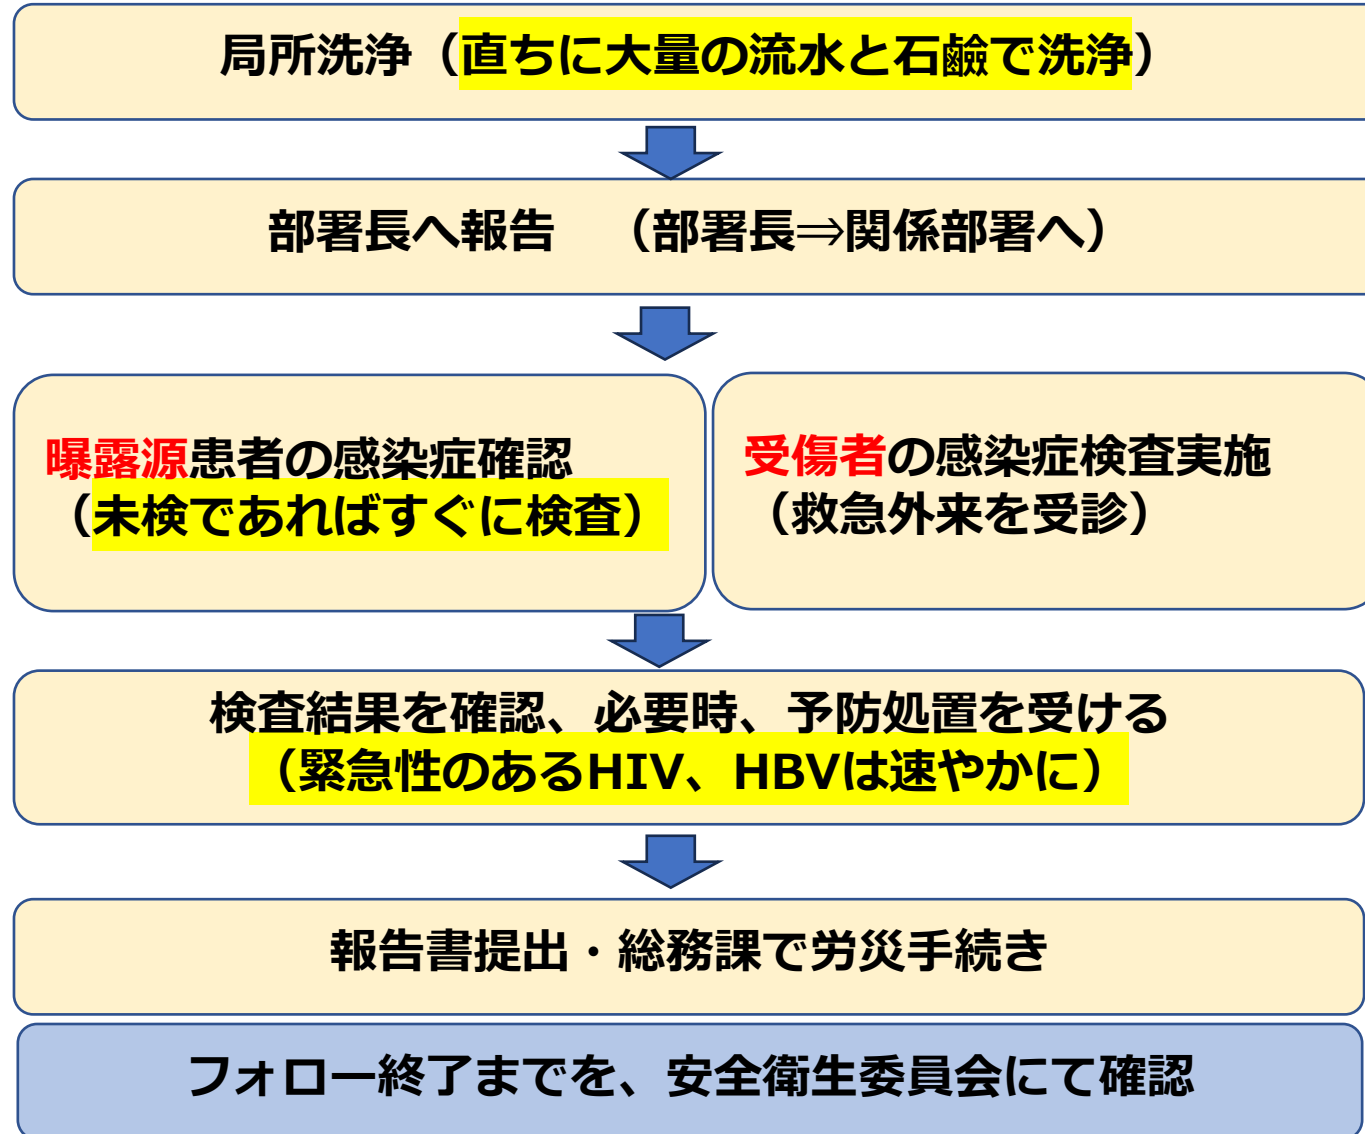 局所洗浄（直ちに大量の流水と石鹼で洗浄）
部署長へ報告　（部署長⇒関係部署へ）
曝露源患者の感染症確認
（未検であればすぐに検査）
受傷者の感染症検査実施
（救急外来を受診）
検査結果を確認、必要時、予防処置を受ける
（緊急性のあるHIV、HBVは速やかに）
報告書提出・総務課で労災手続き
フォロー終了までを、安全衛生委員会にて確認